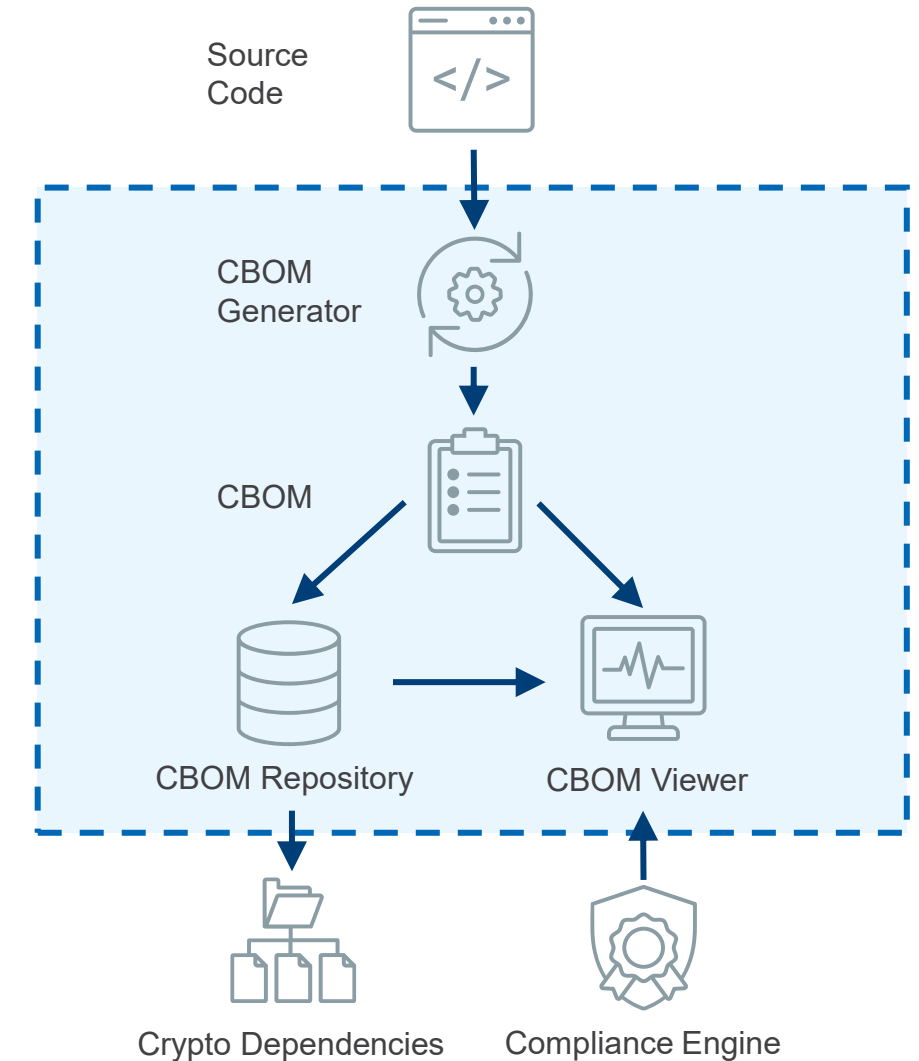 Source
Code
</>
CBOM
Generator
CBOM
CBOM Repository
CBOM Viewer
Crypto Dependencies
Compliance Engine